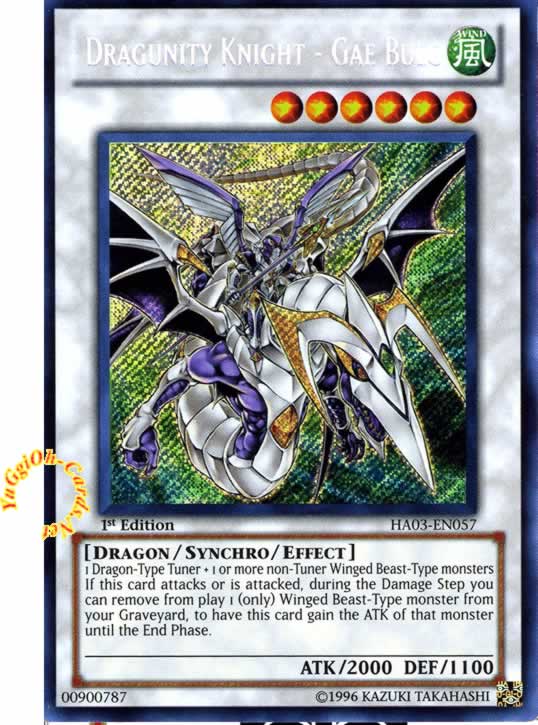 DRAGUNITY KNIGHT - GAE BULG
WIND
風
1st Edition
HA03-EN057
YuGgiOh-Cards.Net
[DRAGON/SYNCHRO/EFFECT]
1 Dragon-Type Tuner + 1 or more non-Tuner Winged Beast-Type monsters
If this card attacks or is attacked, during the Damage Step you
can remove from play 1 (only) Winged Beast-Type monster from
your Graveyard, to have this card gain the ATK of that monster
until the End Phase.
ATK/2000 DEF/1100
00900787
©1996 KAZUKI TAKAHASHI